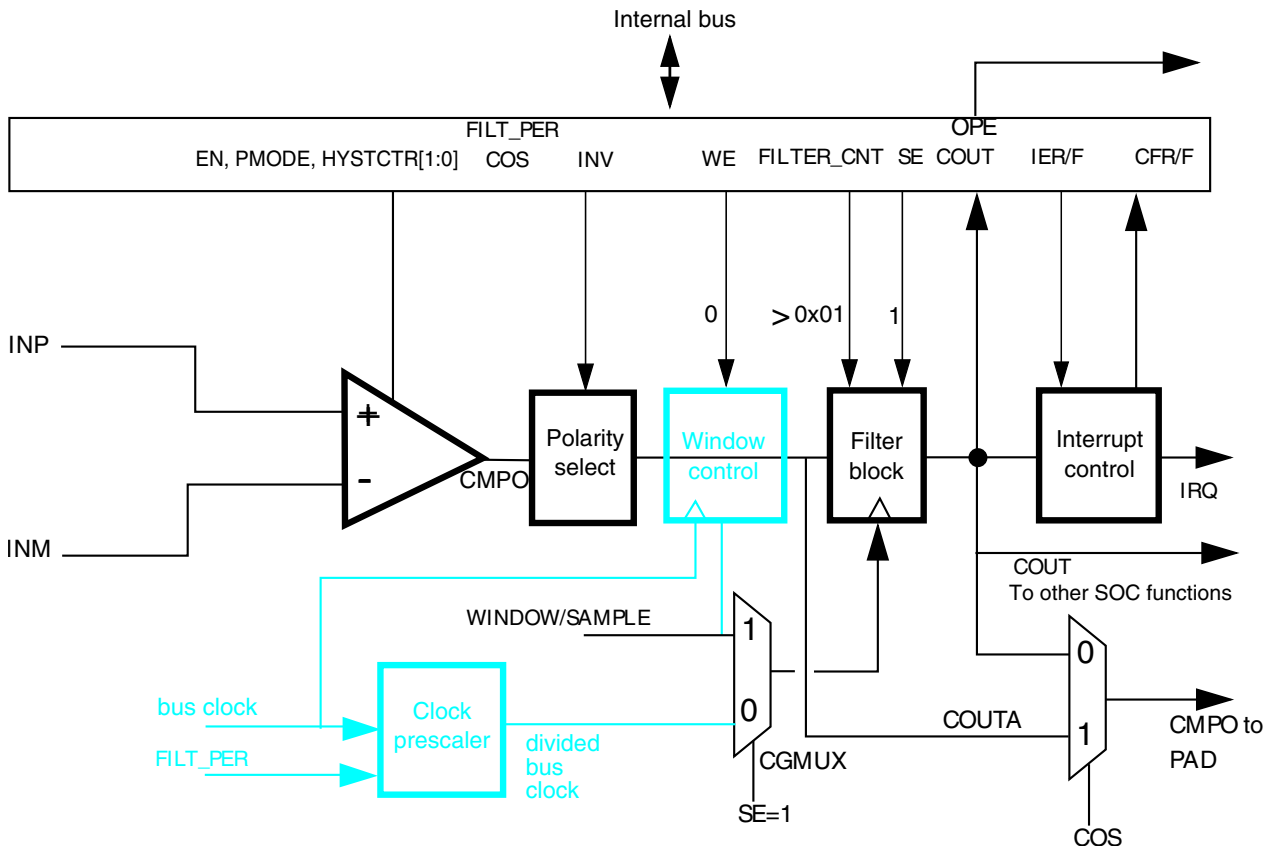 Internal bus
FILT_PER
OPE
EN, PMODE, HYSTCTR[1:0]
COS
INV
WE
FILTER_CNT
SE
COUT
IER/F
CFR/F
0
> 0x01
1
INP
+
-
INM
CMPO
Polarity
select
Window
control
Filter
block
Interrupt
control
IRQ
COUT
To other SOC functions
WINDOW/SAMPLE
1
0
CGMUX
SE=1
bus clock
FILT_PER
Clock
prescaler
divided
bus
clock
COUTA
0
1
CMPO to
PAD
COS